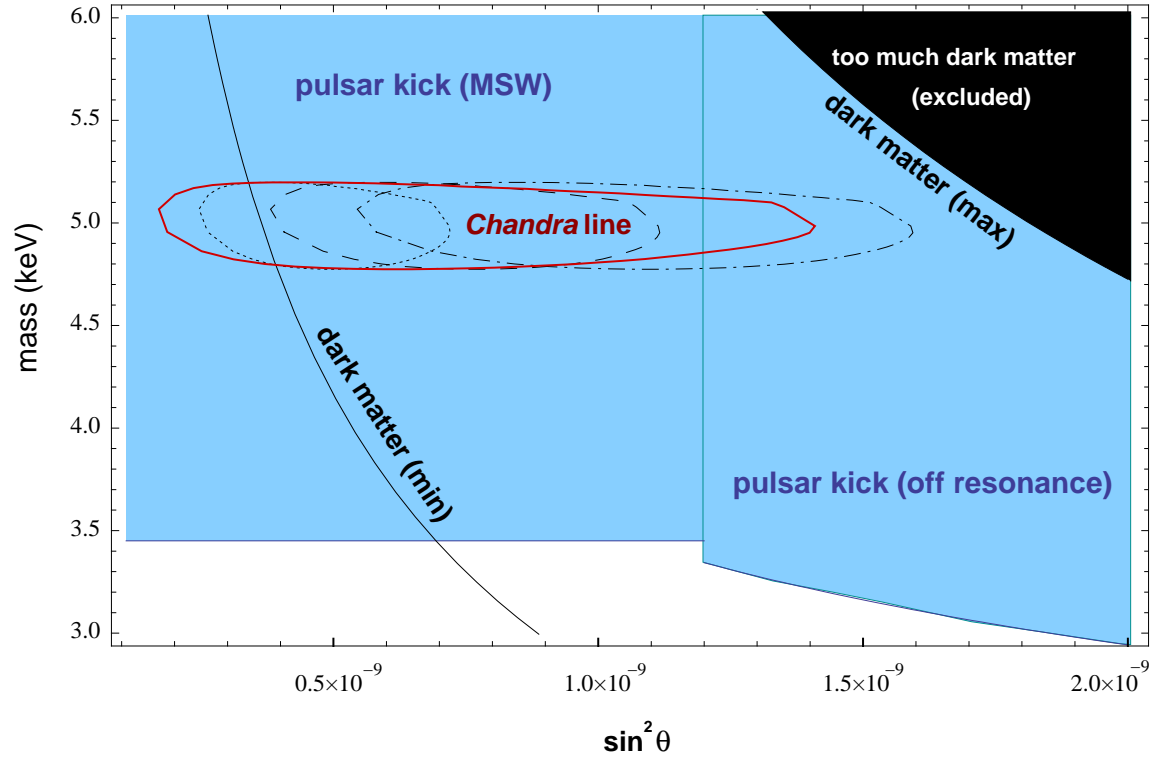 6.0
5.5
5.0
4.5
4.0
3.5
3.0
mass (keV)
pulsar kick (MSW)
too much dark matter
(excluded)
dark matter (max)
Chandra line
dark matter (min)
pulsar kick (off resonance)
0.5×10⁻⁹
1.0×10⁻⁹
1.5×10⁻⁹
2.0×10⁻⁹
sin² θ